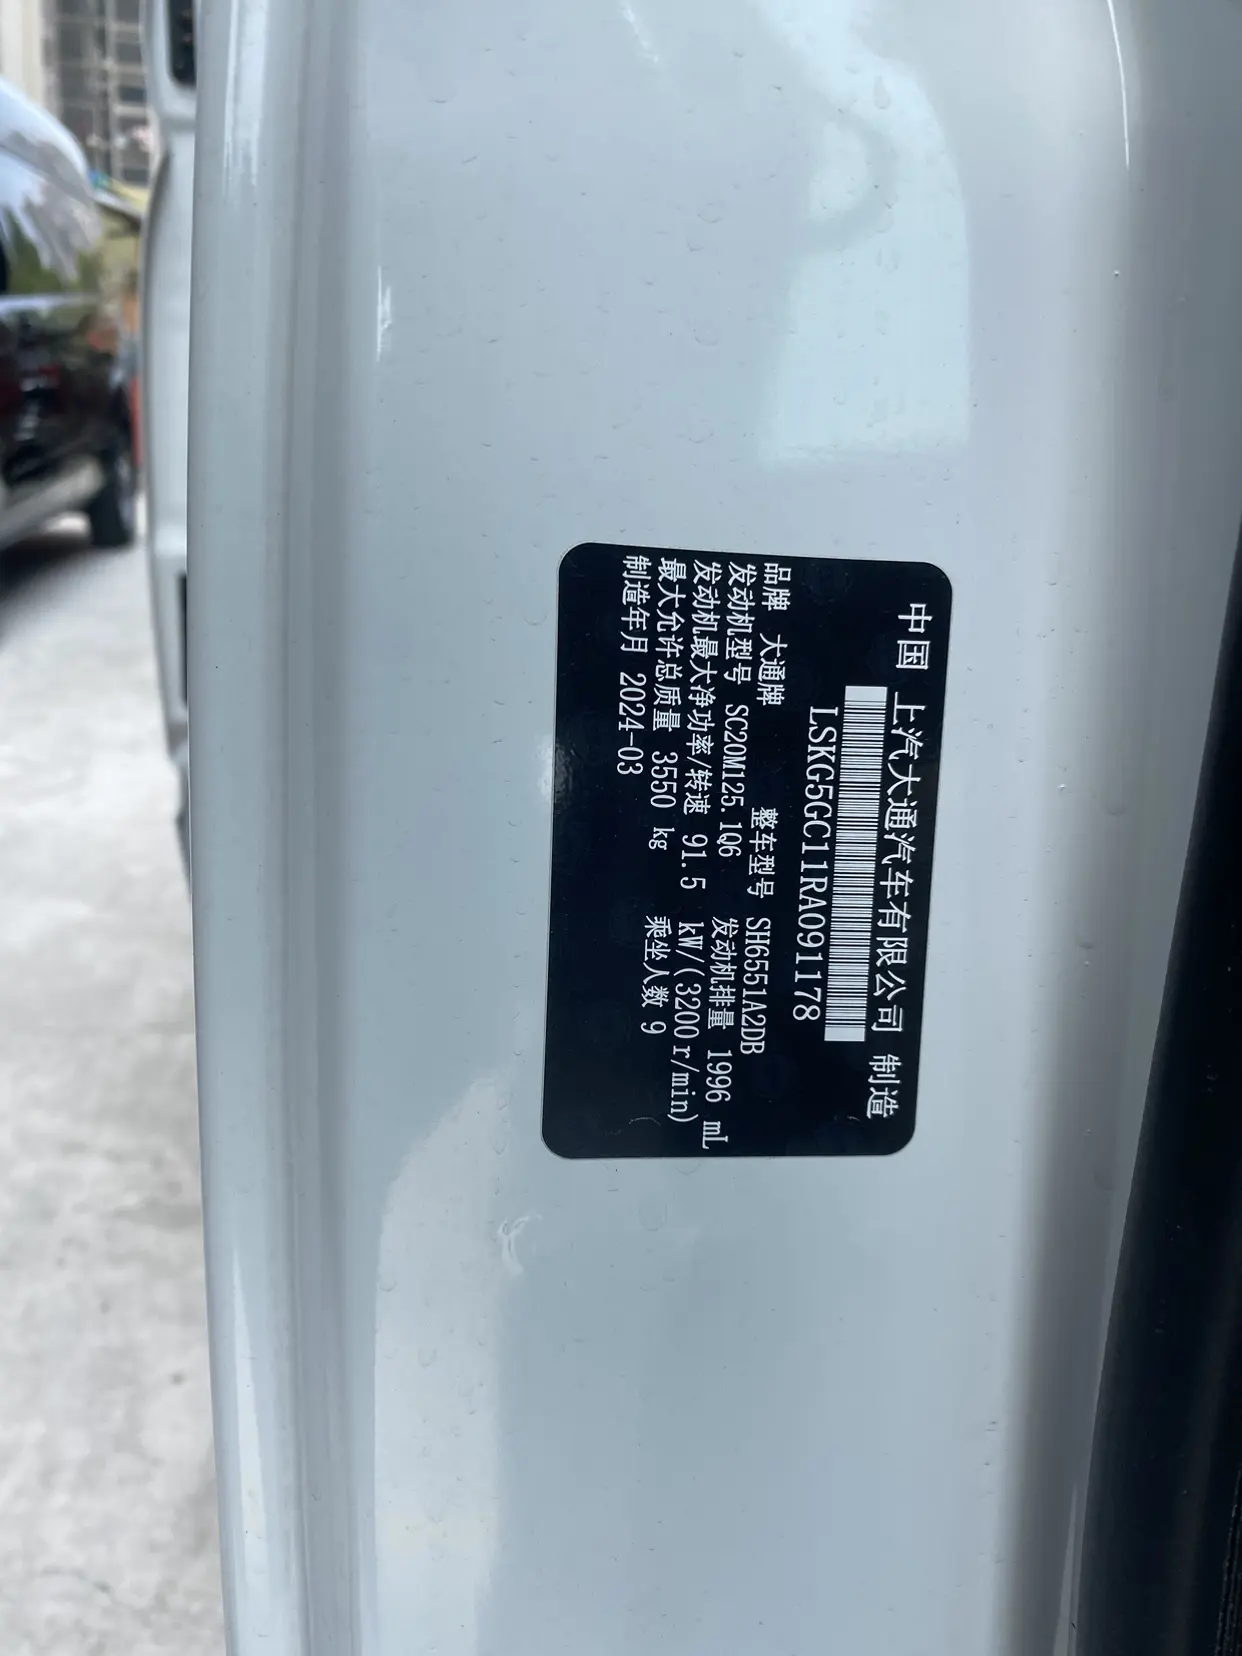 中国 上汽大通汽车有限公司 制造
LSKG5GC11RA091178
品牌 大通牌 整车型号 SH6551A2DB
发动机型号 SC20M125.1Q6 发动机排量 1996 mL
发动机最大净功率/转速 91.5 kW/(3200r/min)
最大允许总质量 3550 kg 乘坐人数 9
制造年月 2024-03